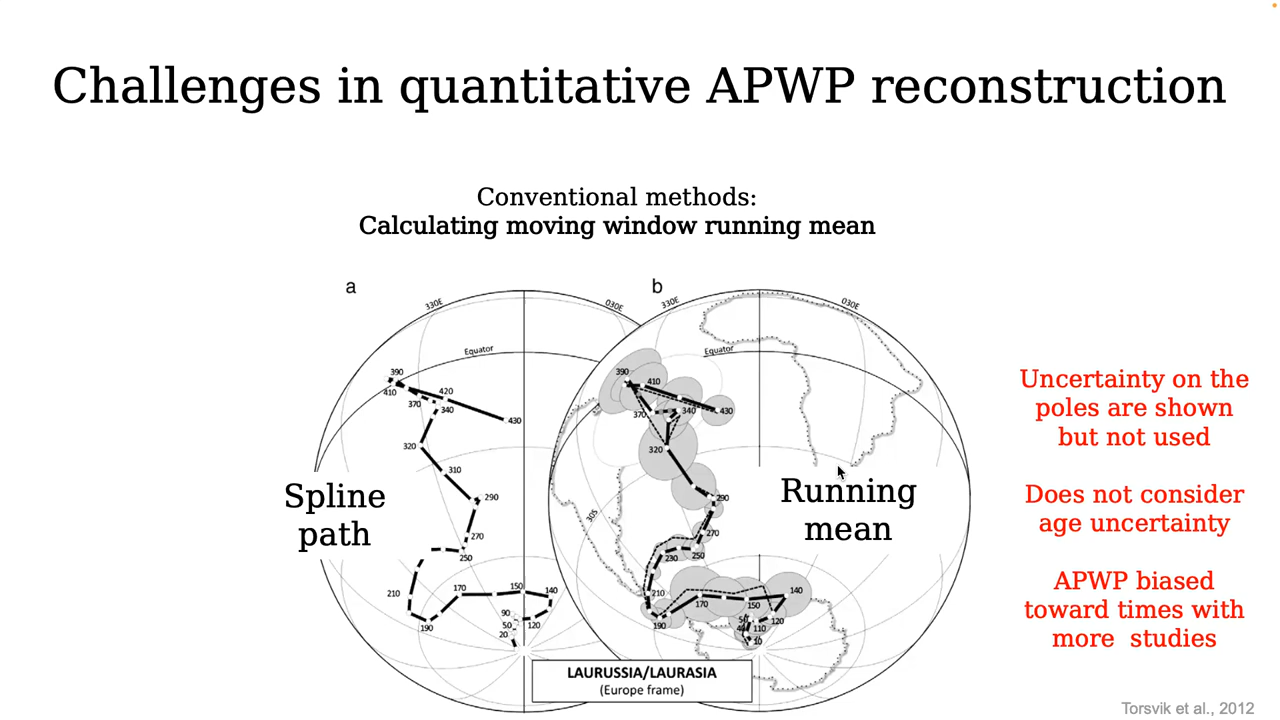 Challenges in quantitative APWP reconstruction
Conventional methods:
Calculating moving window running mean
a
330E
030E
Equator
390
410
420
370
340
430
320
310
290
270
250
210
170
150
140
190
90
50
20
120
Spline
path
b
330E
030E
Equator
390
410
370
340
430
320
290
30S
270
230
250
210
170
150
140
190
50
110
120
Running
mean
LAURUSSIA/LAURASIA
(Europe frame)
Uncertainty on the
poles are shown
but not used
Does not consider
age uncertainty
APWP biased
toward times with
more studies
Torsvik et al., 2012